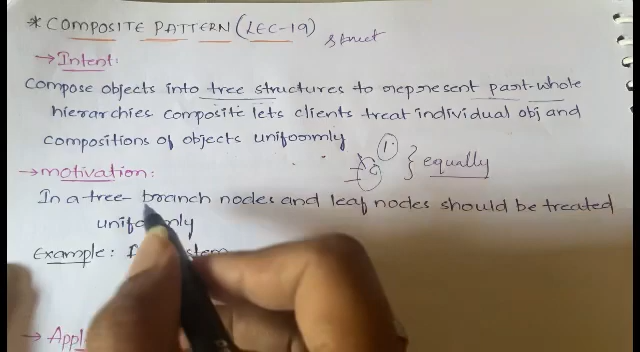 * COMPOSITE PATTERN (LEC-19) struct
→ Intent:
Compose objects into tree structures to represent part-whole
hierarchies composite lets clients treat individual obj and
compositions of objects uniformly
1.
equally
→ motivation:
In a tree branch nodes and leaf nodes should be treated
uniformly
Example:
→